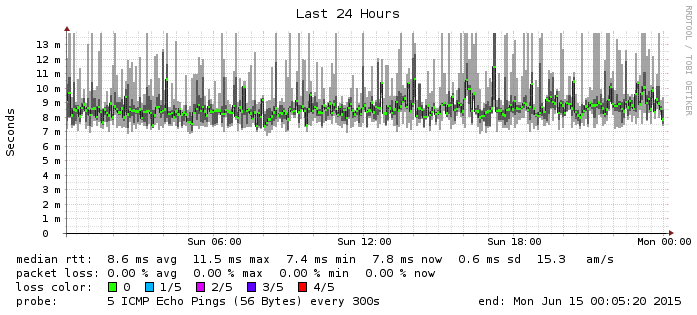 Last 24 Hours
RRDTOOL / TOBI OETIKER
Seconds
13 m
12 m
11 m
10 m
9 m
8 m
7 m
6 m
5 m
4 m
3 m
2 m
1 m
0
Sun 06:00 Sun 12:00 Sun 18:00 Mon 00:00
median rtt: 8.6 ms avg 11.5 ms max 7.4 ms min 7.8 ms now 0.6 ms sd 15.3 am/s
packet loss: 0.00 % avg 0.00 % max 0.00 % min 0.00 % now
loss color: 0 1/5 2/5 3/5 4/5
probe: 5 ICMP Echo Pings (56 Bytes) every 300s end: Mon Jun 15 00:05:20 2015